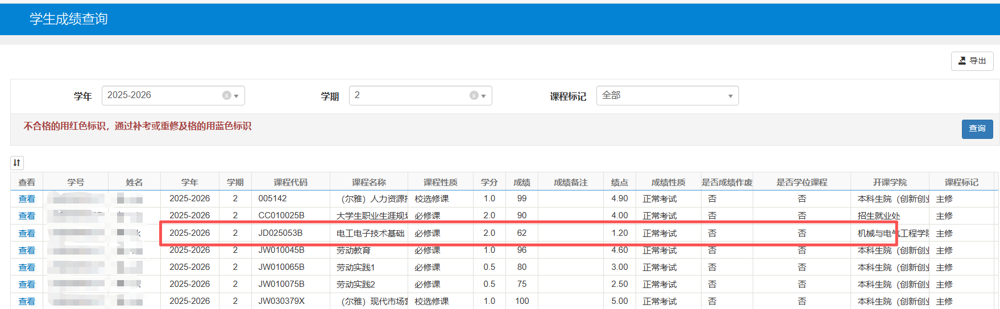 学生成绩查询
导出
学年 2025-2026 x 学期 2 x 课程标记 全部
不合格的用红色标识，通过补考或重修及格的用蓝色标识
查询
查看 学号 姓名 学年 学期 课程代码 课程名称 课程性质 学分 成绩 成绩备注 绩点 成绩性质 是否成绩作废 是否学位课程 开课学院 课程标记
查看 2025-2026 2 005142 （尔雅）人力资源 校选修课 1.0 99 4.90 正常考试 否 否 本科生院（创新创业 主修
查看 2025-2026 2 CC010025B 大学生职业生涯规划 必修课 2.0 90 4.00 正常考试 否 否 招生就业处 主修
查看 2025-2026 2 JD025053B 电工电子技术基础 必修课 2.0 62 1.20 正常考试 否 否 机械与电气工程学院 主修
查看 2025-2026 2 JW010045B 劳动教育 必修课 1.0 96 4.60 正常考试 否 否 本科生院（创新创业 主修
查看 2025-2026 2 JW010065B 劳动实践1 必修课 0.5 80 3.00 正常考试 否 否 本科生院（创新创业 主修
查看 2025-2026 2 JW010075B 劳动实践2 必修课 0.5 75 2.50 正常考试 否 否 本科生院（创新创业 主修
查看 2025-2026 2 JW030379X （尔雅）现代市场营 校选修课 1.0 100 5.00 正常考试 否 否 本科生院（创新创业 主修